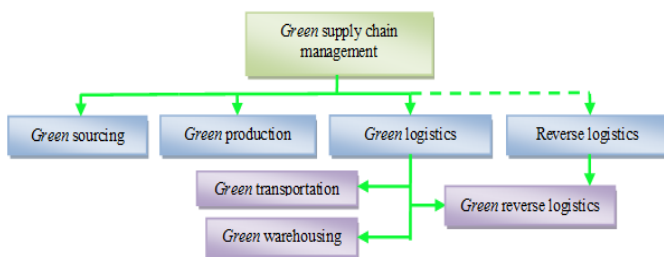 Green supply chain
management
Green sourcing
Green production
Green logistics
Reverse logistics
Green transportation
Green reverse logistics
Green warehousing